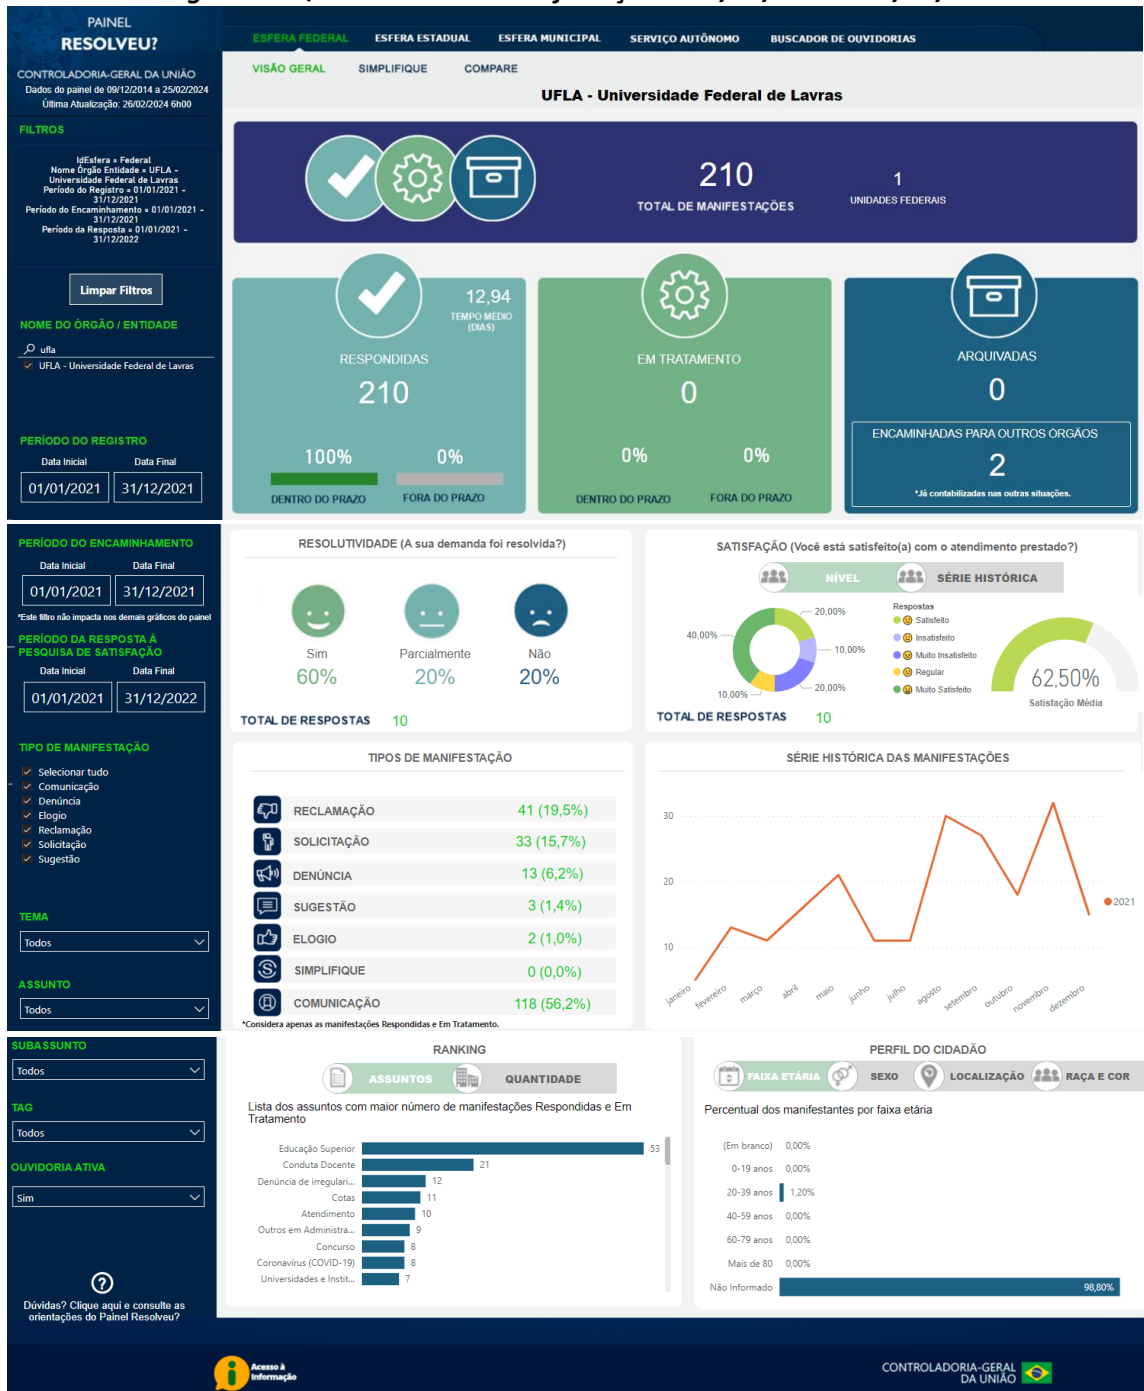 PAINEL
RESOLVEU?
CONTROLADORIA-GERAL DA UNIÃO
Dados do painel de 09/12/2014 a 25/02/2024
Última Atualização: 26/02/2024 6h00
FILTROS
IdEsfera = Federal
Nome Órgão Entidade = UFLA -
Universidade Federal de Lavras
Período do Registro = 01/01/2021 -
31/12/2021
Período do Encaminhamento = 01/01/2021 -
31/12/2021
Período da Resposta = 01/01/2021 -
31/12/2022
Limpar Filtros
NOME DO ÓRGÃO / ENTIDADE
ufla
UFLA - Universidade Federal de Lavras
PERÍODO DO REGISTRO
Data Inicial Data Final
01/01/2021 31/12/2021
ESFERA FEDERAL ESFERA ESTADUAL ESFERA MUNICIPAL SERVIÇO AUTÔNOMO BUSCADOR DE OUVIDORIAS
VISÃO GERAL SIMPLIFIQUE COMPARE
UFLA - Universidade Federal de Lavras
210
TOTAL DE MANIFESTAÇÕES
1
UNIDADES FEDERAIS
12,94
TEMPO MÉDIO
(DIAS)
RESPONDIDAS
210
100% 0%
DENTRO DO PRAZO FORA DO PRAZO
EM TRATAMENTO
0
0% 0%
DENTRO DO PRAZO FORA DO PRAZO
ARQUIVADAS
0
ENCAMINHADAS PARA OUTROS ÓRGÃOS
2
*Já contabilizadas nas outras situações.
PERÍODO DO ENCAMINHAMENTO
Data Inicial Data Final
01/01/2021 31/12/2021
*Este filtro não impacta nos demais gráficos do painel
PERÍODO DA RESPOSTA À
PESQUISA DE SATISFAÇÃO
Data Inicial Data Final
01/01/2021 31/12/2022
TIPO DE MANIFESTAÇÃO
Selecionar tudo
Comunicação
Denúncia
Elogio
Reclamação
Solicitação
Sugestão
TEMA
Todos
ASSUNTO
Todos
RESOLUTIVIDADE (A sua demanda foi resolvida?)
Sim Parcialmente Não
60% 20% 20%
TOTAL DE RESPOSTAS 10
SATISFAÇÃO (Você está satisfeito(a) com o atendimento prestado?)
NÍVEL SÉRIE HISTÓRICA
20,00%
10,00%
20,00%
10,00%
40,00%
Respostas
Satisfeito
Insatisfeito
Muito Insatisfeito
Regular
Muito Satisfeito
62,50%
Satisfação Média
TOTAL DE RESPOSTAS 10
TIPOS DE MANIFESTAÇÃO
RECLAMAÇÃO 41 (19,5%)
SOLICITAÇÃO 33 (15,7%)
DENÚNCIA 13 (6,2%)
SUGESTÃO 3 (1,4%)
ELOGIO 2 (1,0%)
SIMPLIFIQUE 0 (0,0%)
COMUNICAÇÃO 118 (56,2%)
*Considera apenas as manifestações Respondidas e Em Tratamento.
SÉRIE HISTÓRICA DAS MANIFESTAÇÕES
30
20
10
2021
janeiro fevereiro março abril maio junho julho agosto setembro outubro novembro dezembro
SUBASSUNTO
Todos
TAG
Todos
OUVIDORIA ATIVA
Sim
Dúvidas? Clique aqui e consulte as
orientações do Painel Resolveu?
RANKING
ASSUNTOS QUANTIDADE
Lista dos assuntos com maior número de manifestações Respondidas e Em
Tratamento
Educação Superior 53
Conduta Docente 21
Denúncia de irregulari... 12
Cotas 11
Atendimento 10
Outros em Administra... 9
Concurso 8
Coronavírus (COVID-19) 8
Universidades e Instit... 7
PERFIL DO CIDADÃO
FAIXA ETÁRIA SEXO LOCALIZAÇÃO RAÇA E COR
Percentual dos manifestantes por faixa etária
(Em branco) 0,00%
0-19 anos 0,00%
20-39 anos 1,20%
40-59 anos 0,00%
60-79 anos 0,00%
Mais de 80 0,00%
Não Informado 98,80%
Acesso à
Informação
CONTROLADORIA-GERAL
DA UNIÃO